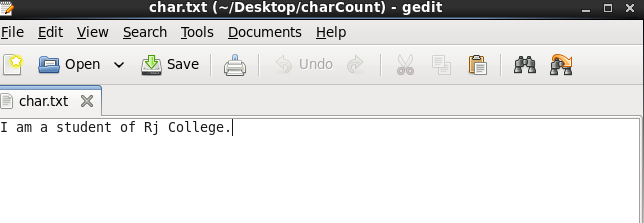 char.txt (~/Desktop/charCount) - gedit
File Edit View Search Tools Documents Help
Open Save Undo
char.txt
I am a student of Rj College.